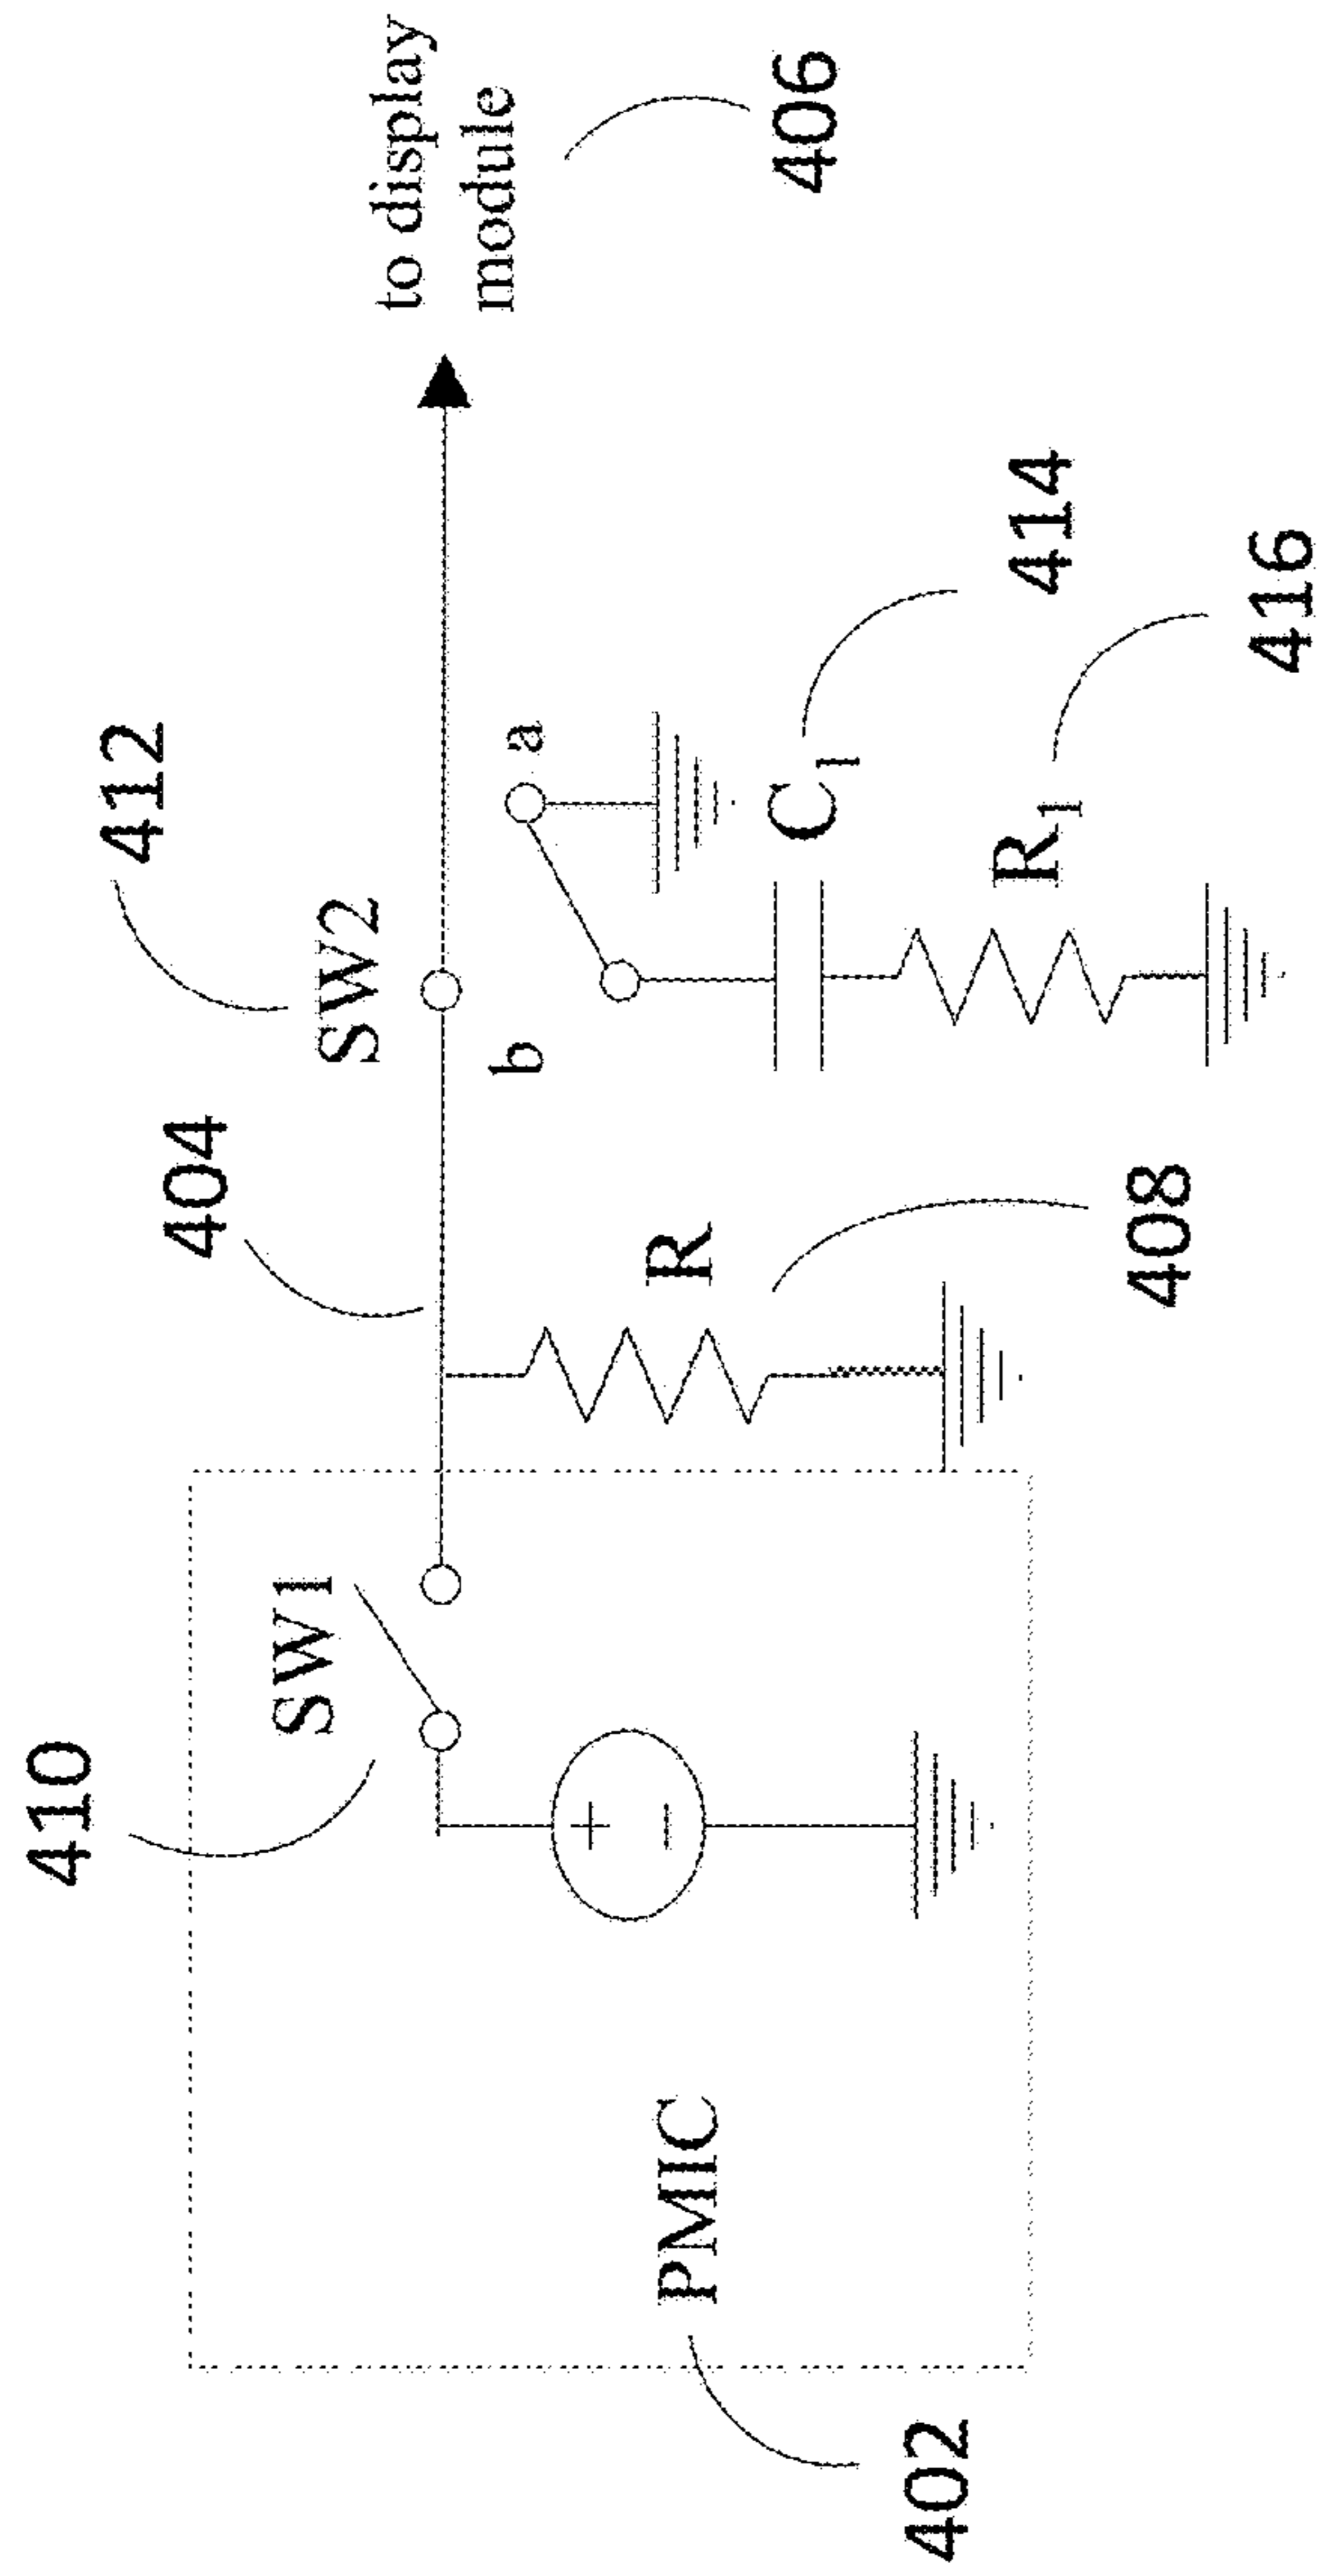 410
SW1
PMIC
402
404
R
408
412
SW2
b
a
C1
414
R1
416
to display
module
406